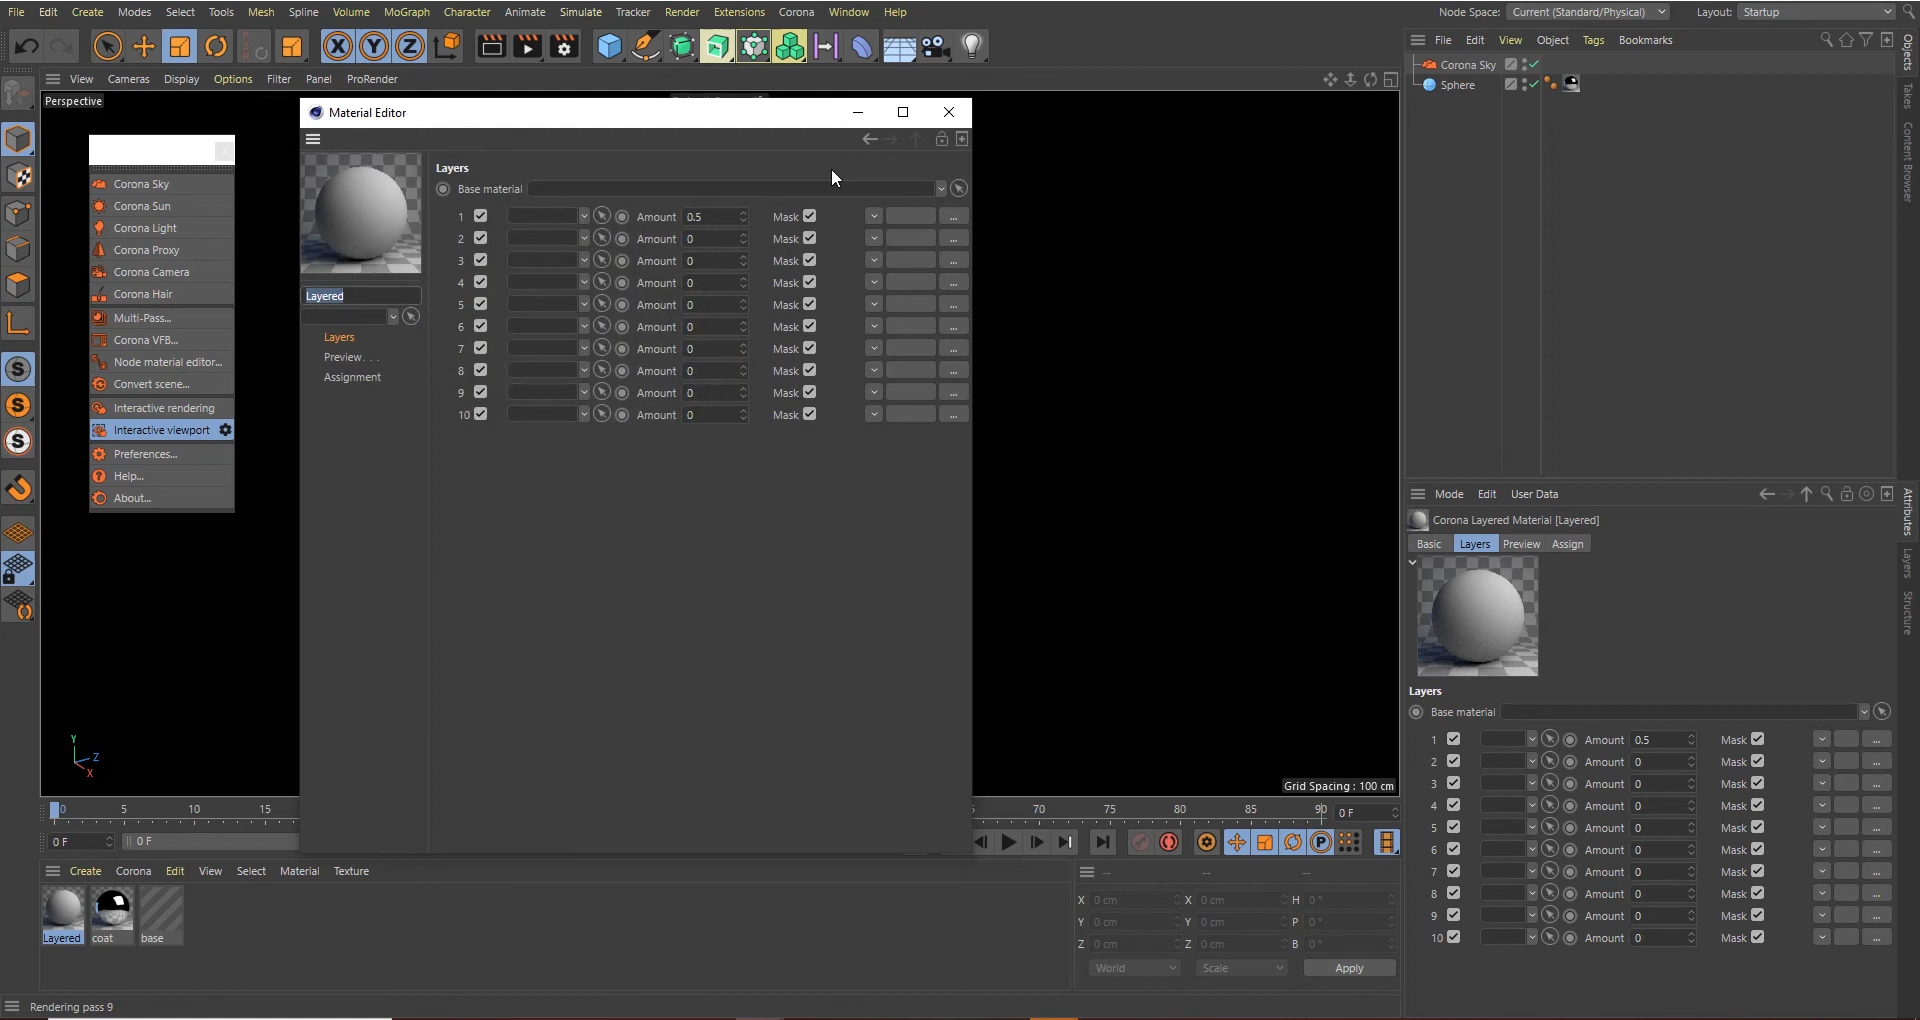 File Edit Create Modes Select Tools Mesh Spline Volume MoGraph Character Animate Simulate Tracker Render Extensions Corona Window Help Node Space: Current (Standard/Physical) Layout: Startup
X Y Z
File Edit View Object Tags Bookmarks
View Cameras Display Options Filter Panel ProRender
Corona Sky
Sphere
Objects
Takes
Content Browser
Perspective
Corona Sky
Corona Sun
Corona Light
Corona Proxy
Corona Camera
Corona Hair
Multi-Pass...
Corona VFB...
Node material editor...
Convert scene...
Interactive rendering
Interactive viewport
Preferences...
Help...
About...
Material Editor
Layered
Layers
Preview. . .
Assignment
Layers
Base material
1 Amount 0.5 Mask ...
2 Amount 0 Mask ...
3 Amount 0 Mask ...
4 Amount 0 Mask ...
5 Amount 0 Mask ...
6 Amount 0 Mask ...
7 Amount 0 Mask ...
8 Amount 0 Mask ...
9 Amount 0 Mask ...
10 Amount 0 Mask ...
Y
Z
X
Grid Spacing : 100 cm
0 5 10 15 70 75 80 85 90 0 F
0 F 0 F
P
Mode Edit User Data
Corona Layered Material [Layered]
Basic Layers Preview Assign
Attributes
Layers
Structure
Layers
Base material
1 Amount 0.5 Mask ...
2 Amount 0 Mask ...
3 Amount 0 Mask ...
4 Amount 0 Mask ...
5 Amount 0 Mask ...
6 Amount 0 Mask ...
7 Amount 0 Mask ...
8 Amount 0 Mask ...
9 Amount 0 Mask ...
10 Amount 0 Mask ...
Create Corona Edit View Select Material Texture
Layered coat base
-- -- --
X 0 cm X 0 cm H 0 °
Y 0 cm Y 0 cm P 0 °
Z 0 cm Z 0 cm B 0 °
World Scale Apply
Rendering pass 9